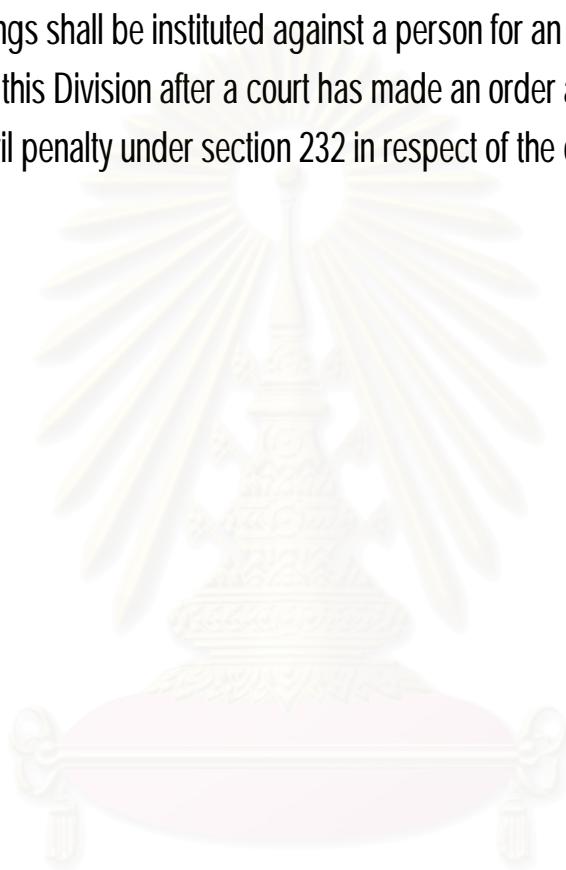 ngs shall be instituted against a person for an
this Division after a court has made an order a
il penalty under section 232 in respect of the